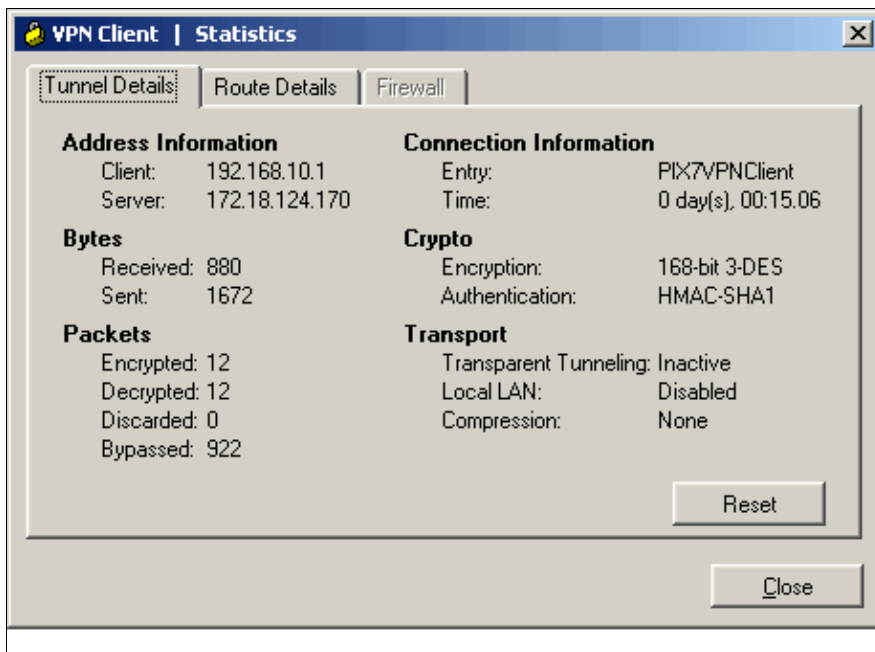 VPN Client | Statistics
Tunnel Details
Route Details
Firewall
Address Information
Client: 192.168.10.1
Server: 172.18.124.170
Connection Information
Entry: PIX7VPNClient
Time: 0 day(s), 00:15.06
Bytes
Received: 880
Sent: 1672
Crypto
Encryption: 168-bit 3-DES
Authentication: HMAC-SHA1
Packets
Encrypted: 12
Decrypted: 12
Discarded: 0
Bypassed: 922
Transport
Transparent Tunneling: Inactive
Local LAN: Disabled
Compression: None
Reset
Close